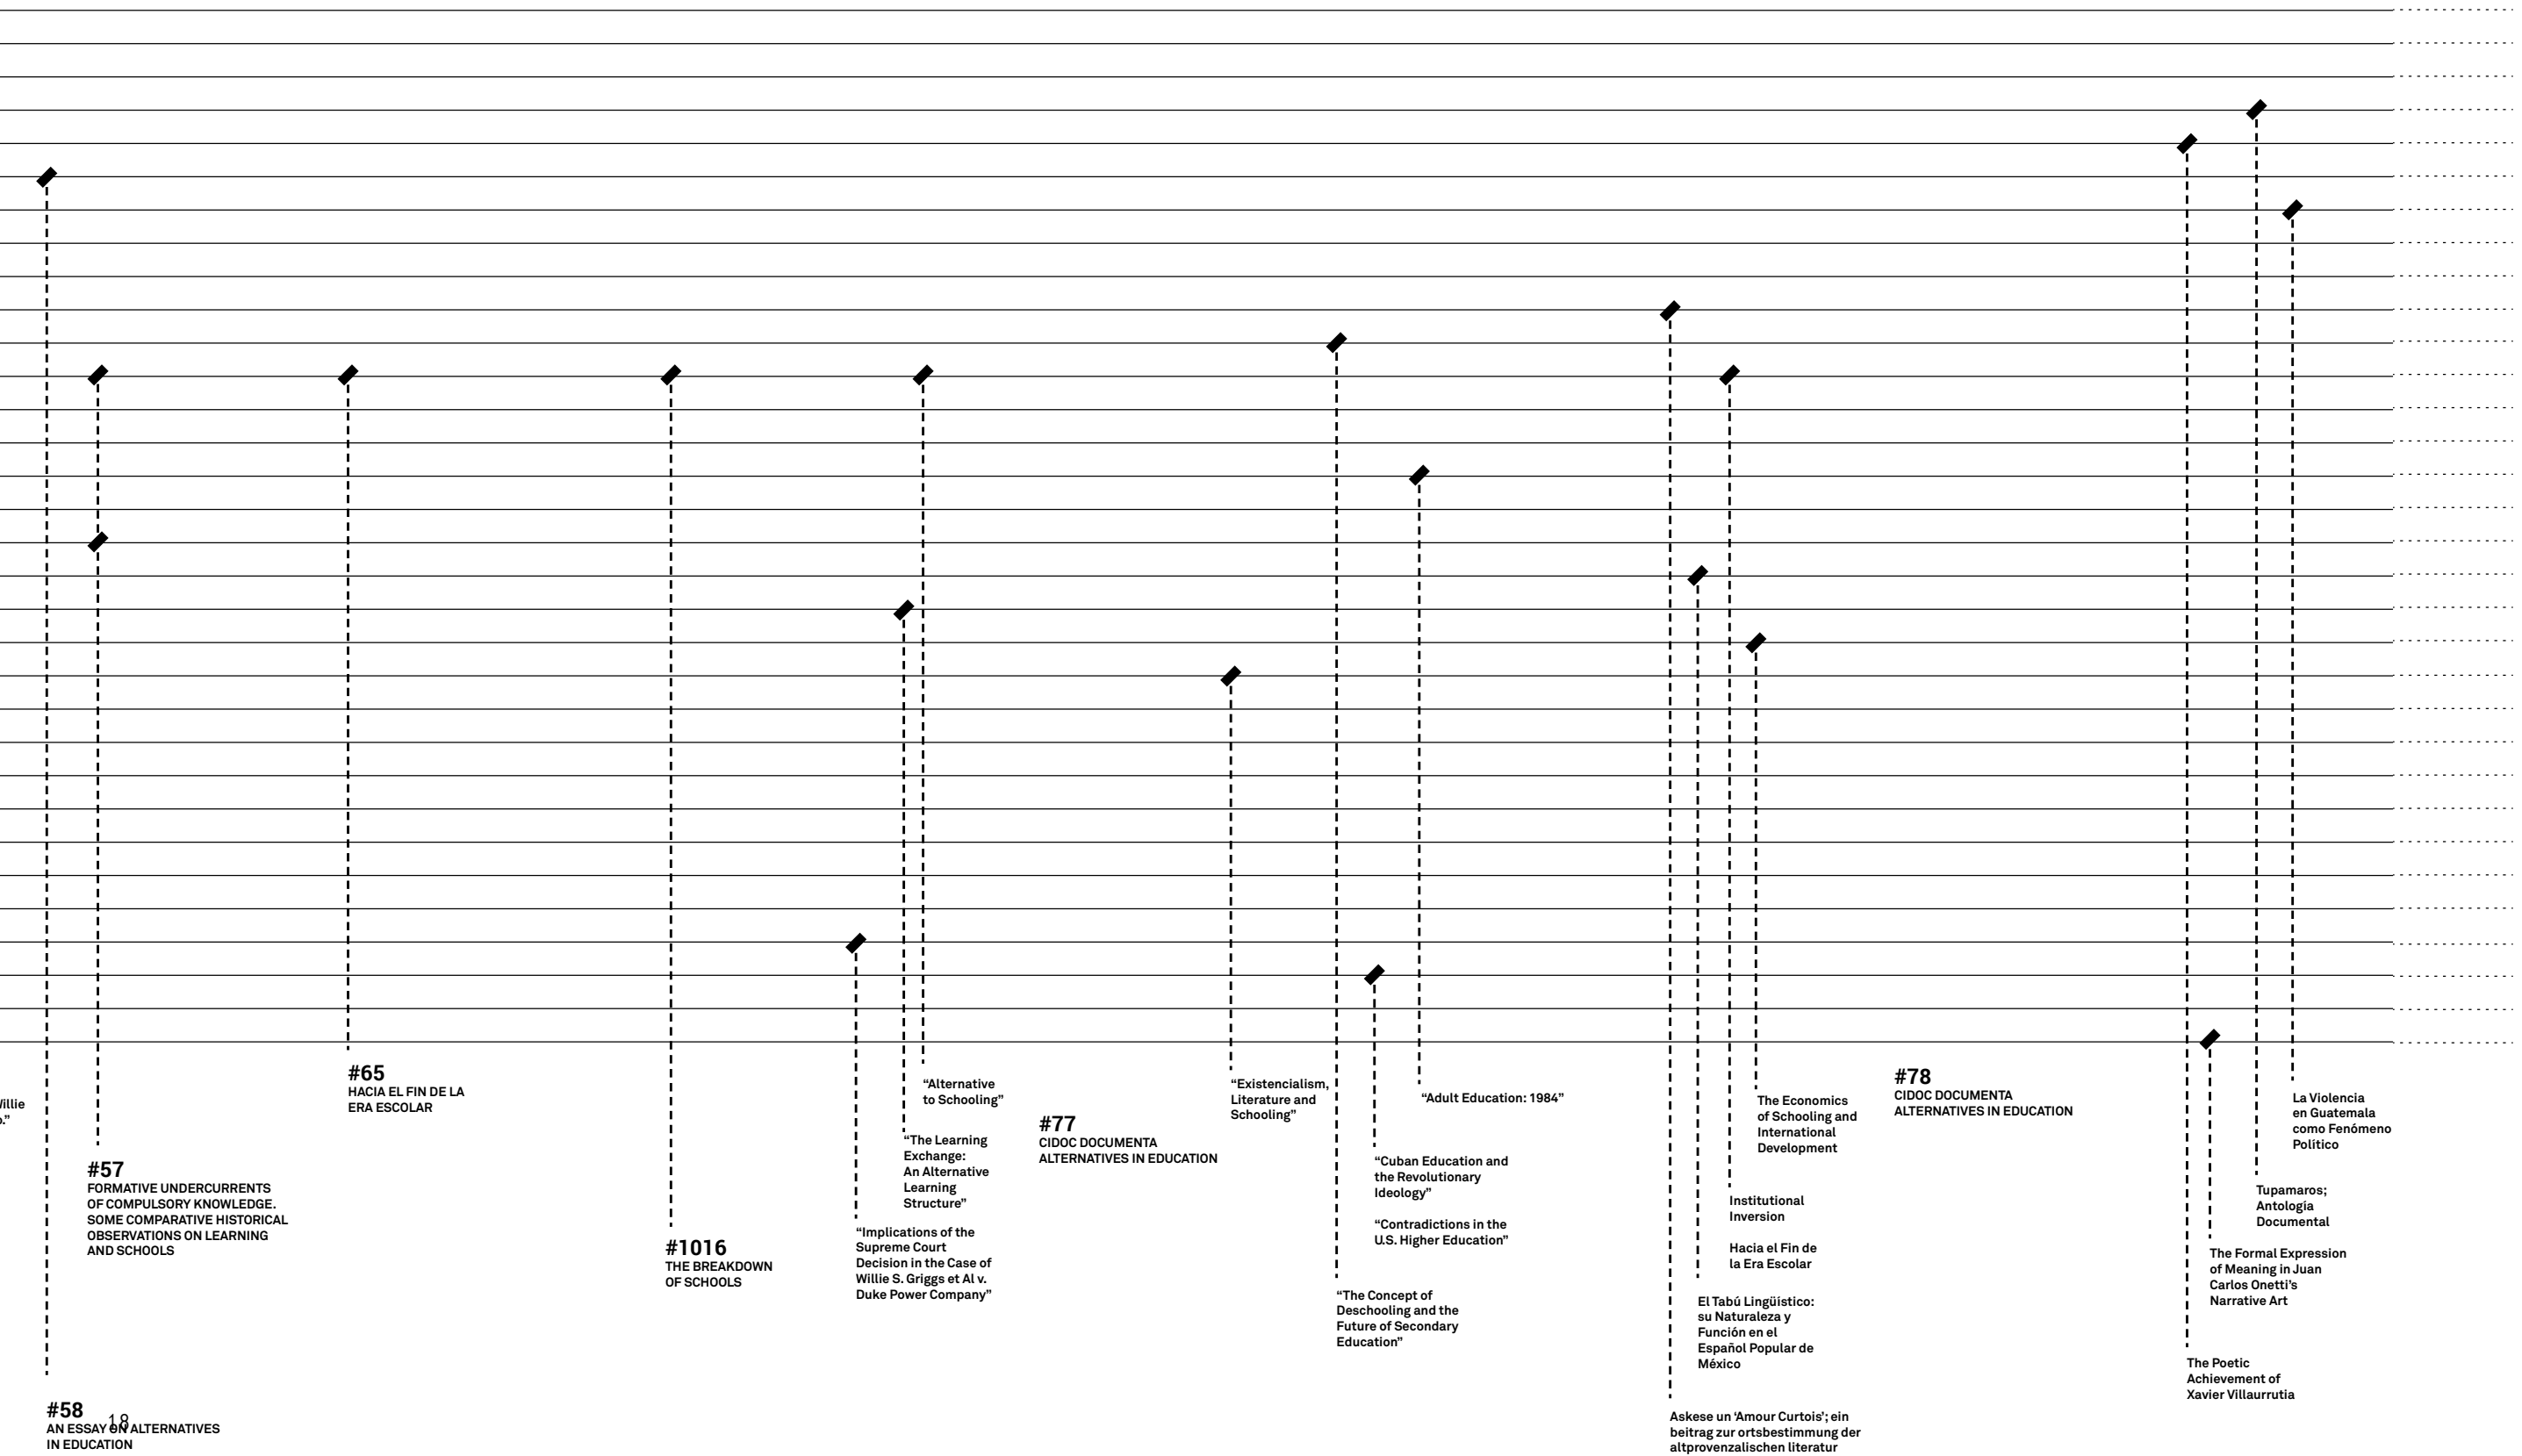 #58
AN ESSAY ON ALTERNATIVES
IN EDUCATION
18
#57
FORMATIVE UNDERCURRENTS
OF COMPULSORY KNOWLEDGE.
SOME COMPARATIVE HISTORICAL
OBSERVATIONS ON LEARNING
AND SCHOOLS
#65
HACIA EL FIN DE LA
ERA ESCOLAR
#1016
THE BREAKDOWN
OF SCHOOLS
“Implications of the
Supreme Court
Decision in the Case of
Willie S. Griggs et Al v.
Duke Power Company”
“The Learning
Exchange:
An Alternative
Learning
Structure”
“Alternative
to Schooling”
#77
CIDOC DOCUMENTA
ALTERNATIVES IN EDUCATION
“Existencialism,
Literature and
Schooling”
“The Concept of
Deschooling and the
Future of Secondary
Education”
“Cuban Education and
the Revolutionary
Ideology”
“Contradictions in the
U.S. Higher Education”
“Adult Education: 1984”
Askese un ‘Amour Curtois’; ein
beitrag zur ortsbestimmung der
altprovenzalischen literatur
El Tabú Lingüistico:
su Naturaleza y
Función en el
Español Popular de
México
Institutional
Inversion
Hacia el Fin de
la Era Escolar
The Economics
of Schooling and
International
Development
#78
CIDOC DOCUMENTA
ALTERNATIVES IN EDUCATION
The Poetic
Achievement of
Xavier Villaurrutia
The Formal Expression
of Meaning in Juan
Carlos Onetti’s
Narrative Art
Tupamaros;
Antología
Documental
La Violencia
en Guatemala
como Fenómeno
Político